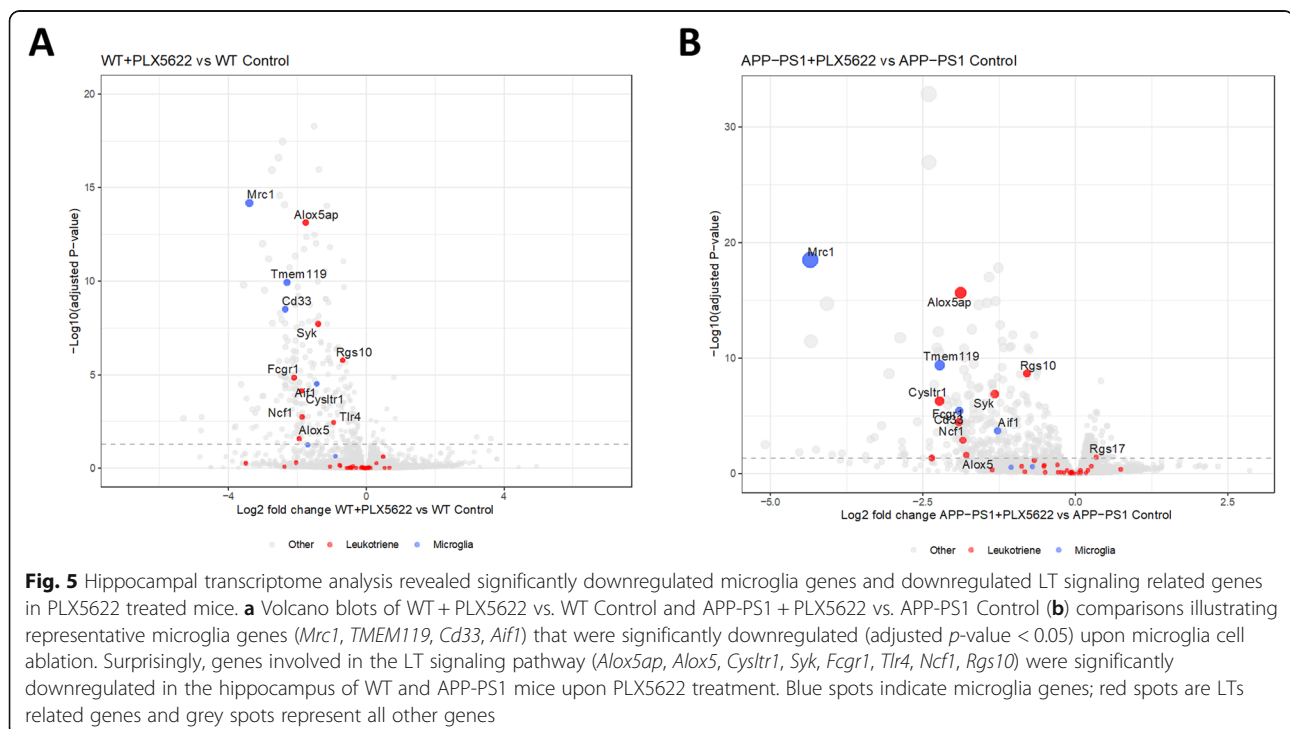 A
WT+PLX5622 vs WT Control
20
15
10
5
0
−Log10(adjusted P−value)
Mrc1
Alox5ap
Tmem119
Cd33
Syk
Rgs10
Fcgr1
Aif1
Cysltr1
Ncf1
Tlr4
Alox5
−4
0
4
Log2 fold change WT+PLX5622 vs WT Control
Other Leukotriene Microglia
B
APP−PS1+PLX5622 vs APP−PS1 Control
30
20
10
0
−Log10(adjusted P−value)
Mrc1
Alox5ap
Tmem119
Rgs10
Cysltr1
Syk
Fcgr1
Cd33
Aif1
Ncf1
Rgs17
Alox5
−5.0
−2.5
0.0
2.5
Log2 fold change APP−PS1+PLX5622 vs APP−PS1 Control
Other Leukotriene Microglia
Fig. 5 Hippocampal transcriptome analysis revealed significantly downregulated microglia genes and downregulated LT signaling related genes
in PLX5622 treated mice. a Volcano blots of WT + PLX5622 vs. WT Control and APP-PS1 + PLX5622 vs. APP-PS1 Control (b) comparisons illustrating
representative microglia genes (Mrc1, TMEM119, Cd33, Aif1) that were significantly downregulated (adjusted p-value < 0.05) upon microglia cell
ablation. Surprisingly, genes involved in the LT signaling pathway (Alox5ap, Alox5, Cysltr1, Syk, Fcgr1, Tlr4, Ncf1, Rgs10) were significantly
downregulated in the hippocampus of WT and APP-PS1 mice upon PLX5622 treatment. Blue spots indicate microglia genes; red spots are LTs
related genes and grey spots represent all other genes